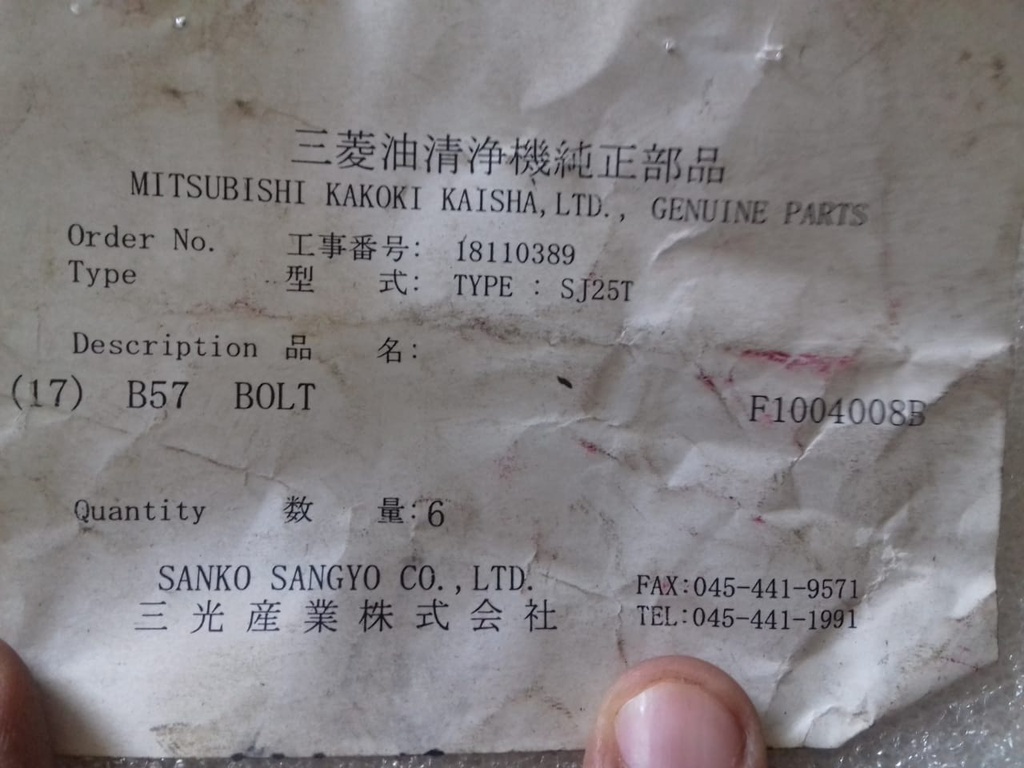 三菱油清浄機純正部品
MITSUBISHI KAKOKI KAISHA,LTD., GENUINE PARTS
Order No. 工事番号: 18110389
Type 型 式: TYPE : SJ25T
Description 品 名:
(17) B57 BOLT F1004008B
Quantity 数 量:6
SANKO SANGYO CO.,LTD. FAX:045-441-9571
三光産業株式会社 TEL:045-441-1991